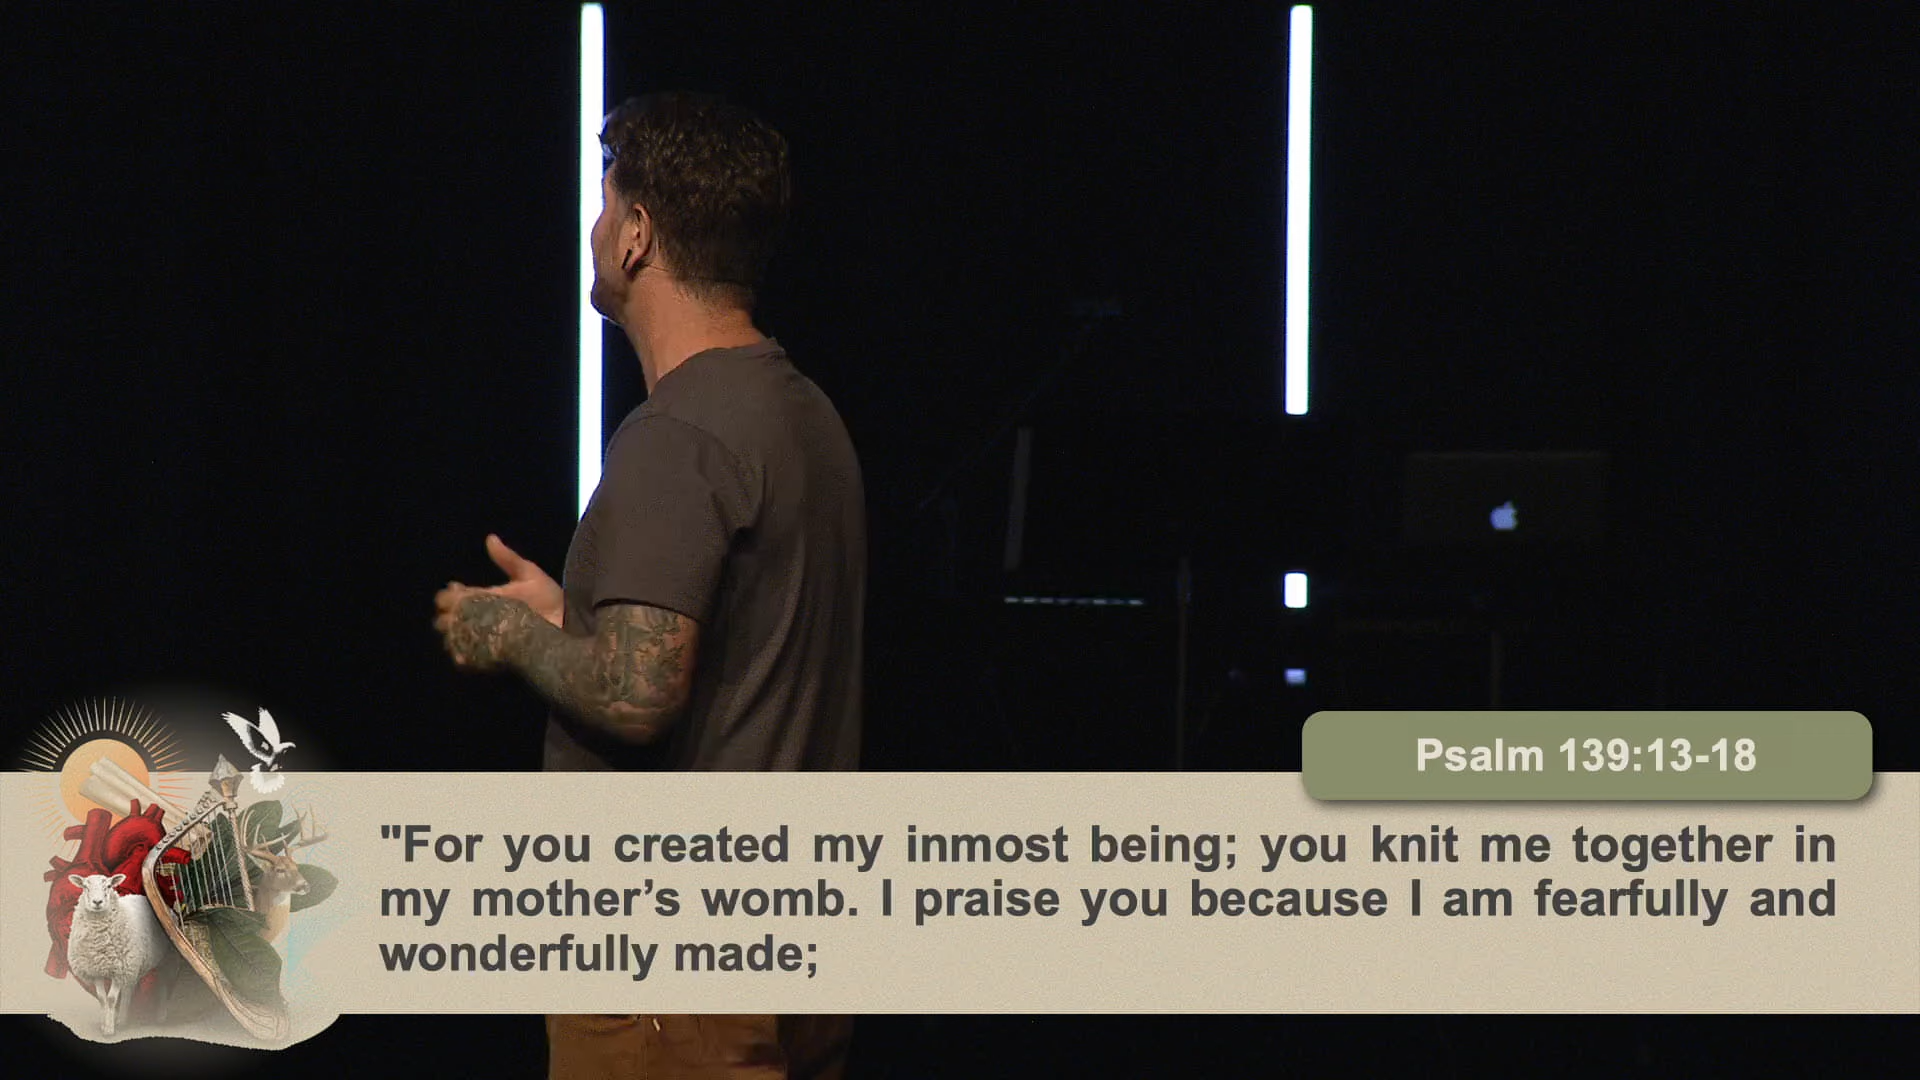 Psalm 139:13-18
"For you created my inmost being; you knit me together in
my mother’s womb. I praise you because I am fearfully and
wonderfully made;